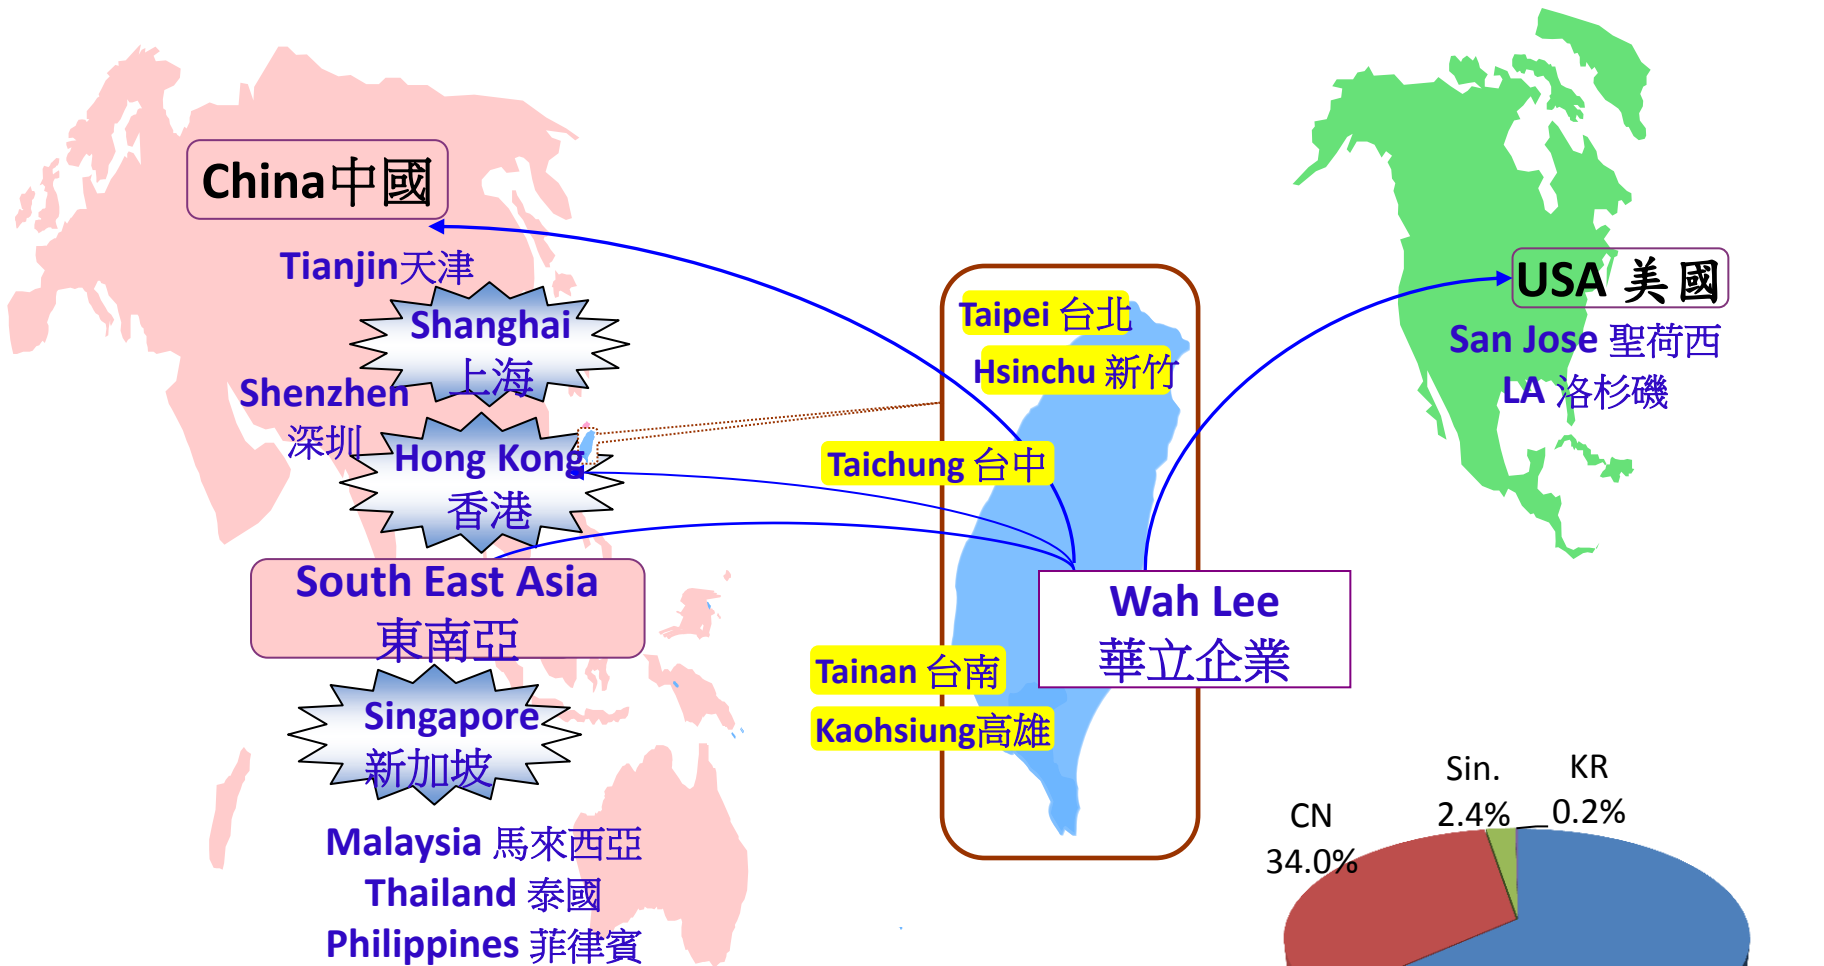 China中國
Tianjin天津
Shanghai
上海
Shenzhen
深圳
Hong Kong
香港
South East Asia
東南亞
Singapore
新加坡
Malaysia 馬來西亞
Thailand 泰國
Philippines 菲律賓
Taipei 台北
Hsinchu 新竹
Taichung 台中
Tainan 台南
Kaohsiung高雄
Wah Lee
華立企業
USA 美國
San Jose 聖荷西
LA 洛杉磯
CN
34.0%
Sin.
2.4%
KR
0.2%